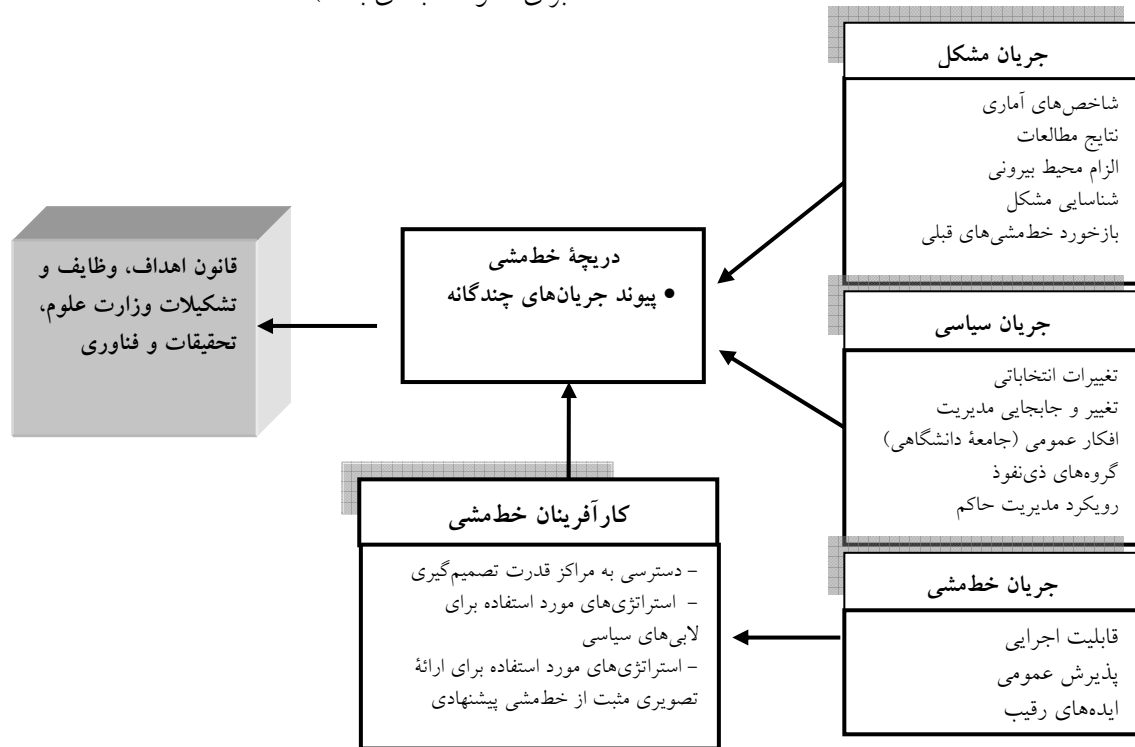 جریان مشکل
شاخص‌های آماری
نتایج مطالعات
الزام محیط بیرونی
شناسایی مشکل
بازخورد خط‌مشی‌های قبلی
جریان سیاسی
تغییرات انتخاباتی
تغییر و جابجایی مدیریت
افکار عمومی (جامعهٔ دانشگاهی)
گروه‌های ذی‌نفوذ
رویکرد مدیریت حاکم
جریان خط‌مشی
قابلیت اجرایی
پذیرش عمومی
ایده‌های رقیب
دریچهٔ خط‌مشی
• پیوند جریان‌های چندگانه
کارآفرینان خط‌مشی
- دسترسی به مراکز قدرت تصمیم‌گیری
- استراتژی‌های مورد استفاده برای
لابی‌های سیاسی
- استراتژی‌های مورد استفاده برای ارائهٔ
تصویری مثبت از خط‌مشی پیشنهادی
قانون اهداف، وظایف و
تشکیلات وزارت علوم،
تحقیقات و فناوری